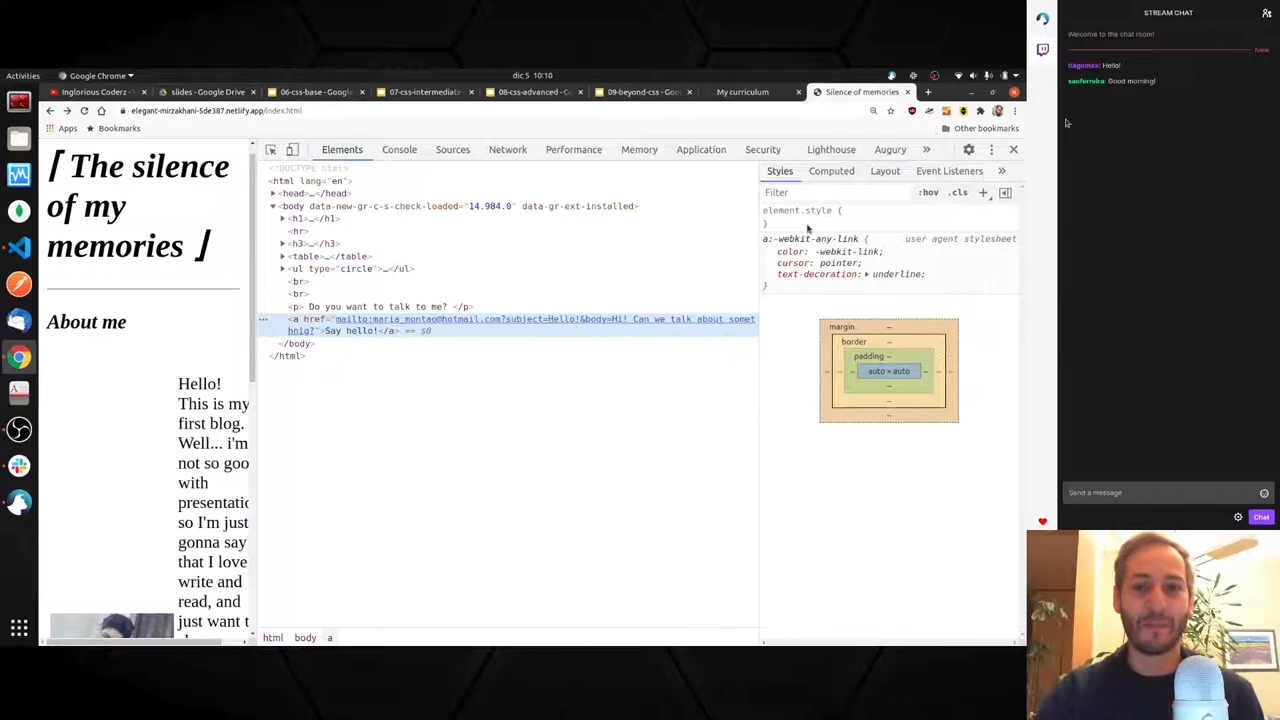 Activities
Google Chrome
dic 5 10:10
Inglorious Coderz -
slides - Google Drive
06-css-base - Google
07-cssintermediate
08-css-advanced - G
09-beyond-css - Goo
My curriculum
Silence of memories
elegant-mirzakhani-5de387.netlify.app/index.html
Apps
Bookmarks
Other bookmarks
⌈ The silence
of my
memories ⌋
About me
Hello!
This is my
first blog.
Well... i'm
not so goo
with
presentatio
so I'm just
gonna say
that I love
write and
read, and
just want t
Elements
Console
Sources
Network
Performance
Memory
Application
Security
Lighthouse
Augury
»
<!DOCTYPE html>
<html lang="en">
<head>…</head>
<body data-new-gr-c-s-check-loaded="14.984.0" data-gr-ext-installed>
<h1>…</h1>
<hr>
<h3>…</h3>
<table>…</table>
<ul type="circle">…</ul>
<br>
<br>
<p> Do you want to talk to me? </p>
<a href="mailto:maria_montao@hotmail.com?subject=Hello!&body=Hi! Can we talk about somet
hnig?">Say hello!</a> == $0
</body>
</html>
html body a
Styles
Computed
Layout
Event Listeners
»
Filter
:hov .cls +
element.style {
}
a:-webkit-any-link {
user agent stylesheet
color: -webkit-link;
cursor: pointer;
text-decoration: underline;
}
margin
border
padding
auto × auto
STREAM CHAT
Welcome to the chat room!
New
tiagomzx: Hello!
saoferreira: Good morning!
Send a message
Chat